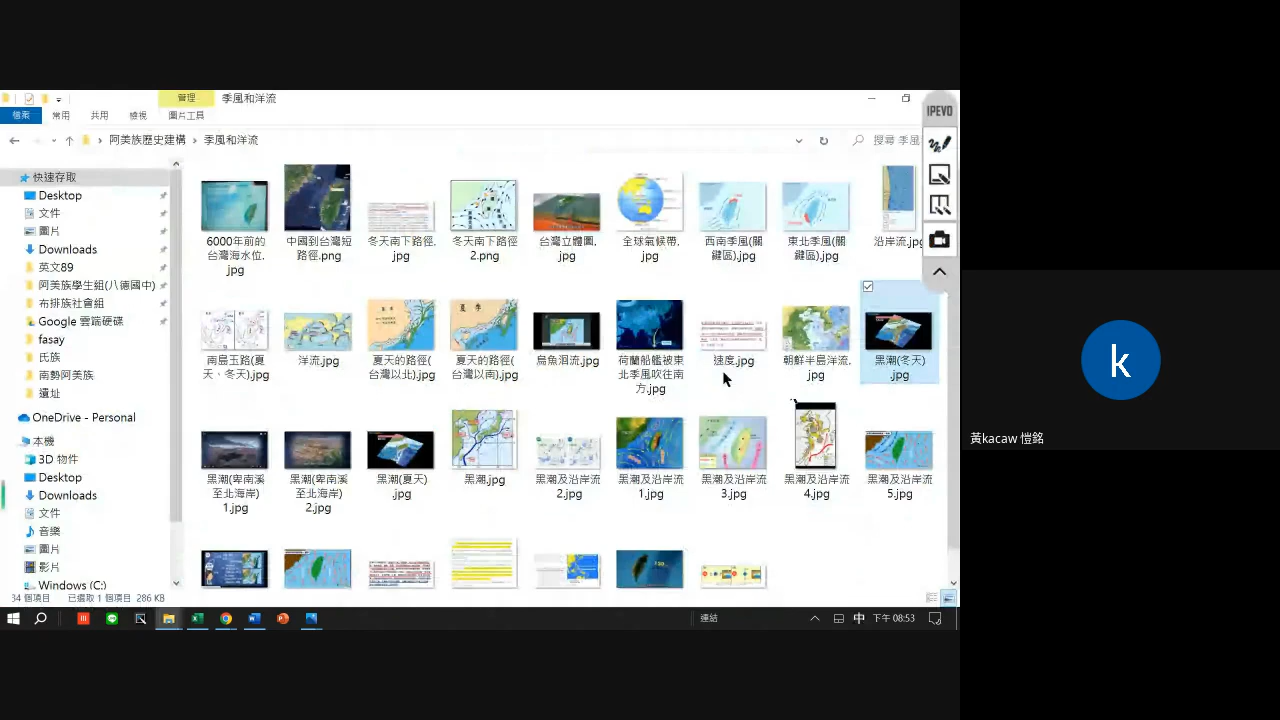 管理
季風和洋流
IPEVO
檔案
常用
共用
檢視
圖片工具
阿美族歷史建構 › 季風和洋流
搜尋 季風
快速存取
Desktop
文件
圖片
Downloads
英文89
阿美族學生組(八德國中)
布排族社會組
Google 雲端硬碟
faray
氏族
南勢阿美族
遺址
OneDrive - Personal
本機
3D 物件
Desktop
Downloads
文件
音樂
圖片
影片
Windows (C:)
6000年前的
台灣海水位.
jpg
中國到台灣短
路徑.png
冬天南下路徑.
jpg
冬天南下路徑
2.png
台灣立體圖.
jpg
全球氣候帶.
jpg
西南季風(關
鍵區).jpg
東北季風(關
鍵區).jpg
沿岸流.jpg
南島玉路(夏
天、冬天).jpg
洋流.jpg
夏天的路徑(
台灣以北).jpg
夏天的路徑(
台灣以南).jpg
烏魚洄流.jpg
荷蘭船艦被東
北季風吹往南
方.jpg
速度.jpg
朝鮮半島洋流.
jpg
黑潮(冬天)
.jpg
黑潮(卑南溪
至北海岸)
1.jpg
黑潮(卑南溪
至北海岸)
2.jpg
黑潮(夏天)
.jpg
黑潮.jpg
黑潮及沿岸流
2.jpg
黑潮及沿岸流
1.jpg
黑潮及沿岸流
3.jpg
黑潮及沿岸流
4.jpg
黑潮及沿岸流
5.jpg
34 個項目 已選取 1 個項目 286 KB
連結
中
下午 08:53
k
黃kacaw 愷銘